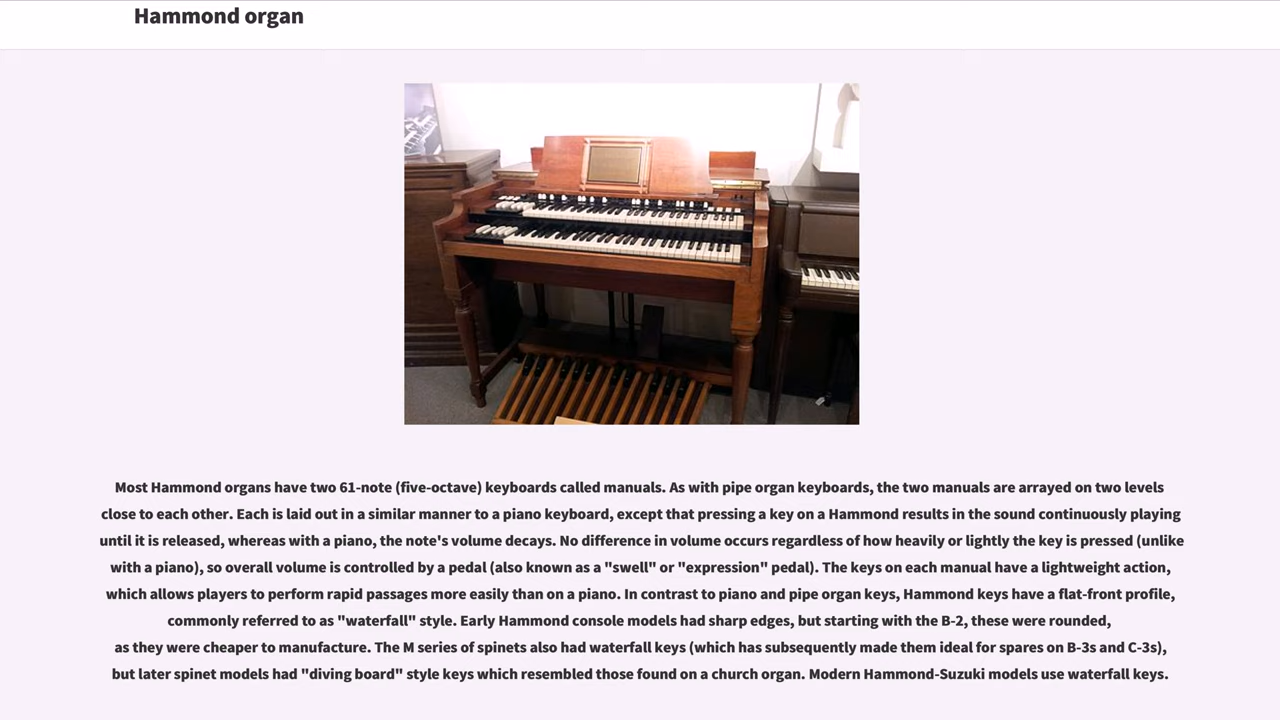 Hammond organ
Most Hammond organs have two 61-note (five-octave) keyboards called manuals. As with pipe organ keyboards, the two manuals are arrayed on two levels
close to each other. Each is laid out in a similar manner to a piano keyboard, except that pressing a key on a Hammond results in the sound continuously playing
until it is released, whereas with a piano, the note's volume decays. No difference in volume occurs regardless of how heavily or lightly the key is pressed (unlike
with a piano), so overall volume is controlled by a pedal (also known as a "swell" or "expression" pedal). The keys on each manual have a lightweight action,
which allows players to perform rapid passages more easily than on a piano. In contrast to piano and pipe organ keys, Hammond keys have a flat-front profile,
commonly referred to as "waterfall" style. Early Hammond console models had sharp edges, but starting with the B-2, these were rounded,
as they were cheaper to manufacture. The M series of spinets also had waterfall keys (which has subsequently made them ideal for spares on B-3s and C-3s),
but later spinet models had "diving board" style keys which resembled those found on a church organ. Modern Hammond-Suzuki models use waterfall keys.